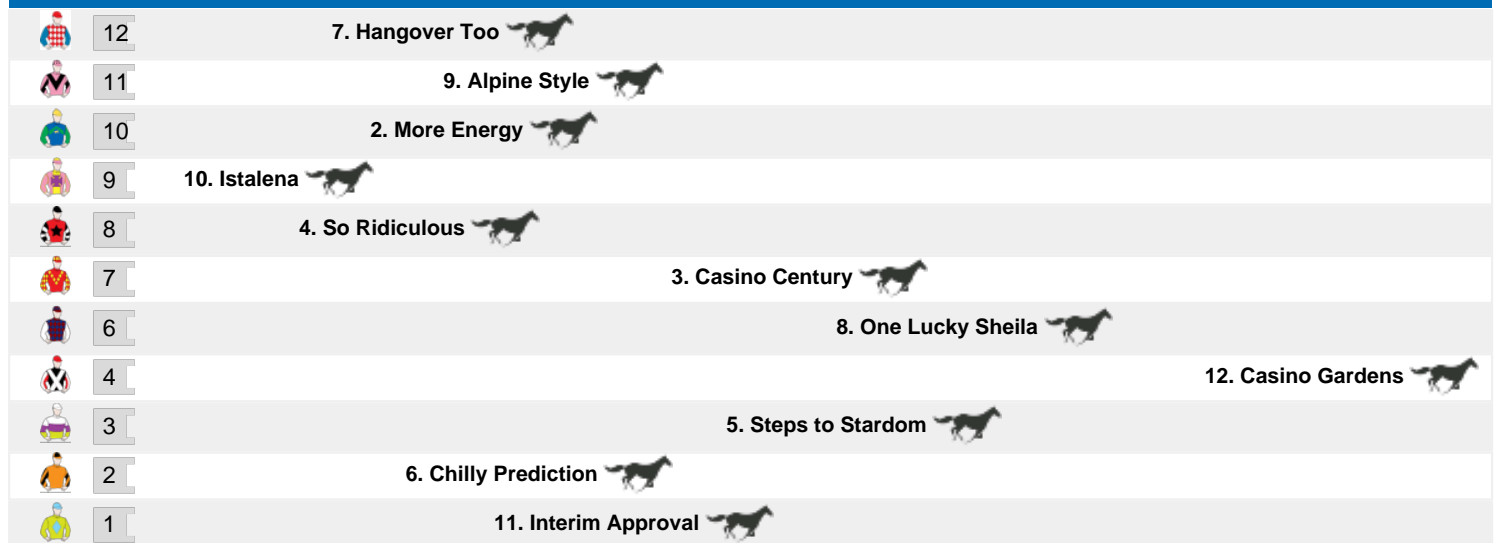 12 7. Hangover Too
11 9. Alpine Style
10 2. More Energy
9 10. Istalena
8 4. So Ridiculous
7 3. Casino Century
6 8. One Lucky Sheila
4 12. Casino Gardens
3 5. Steps to Stardom
2 6. Chilly Prediction
1 11. Interim Approval